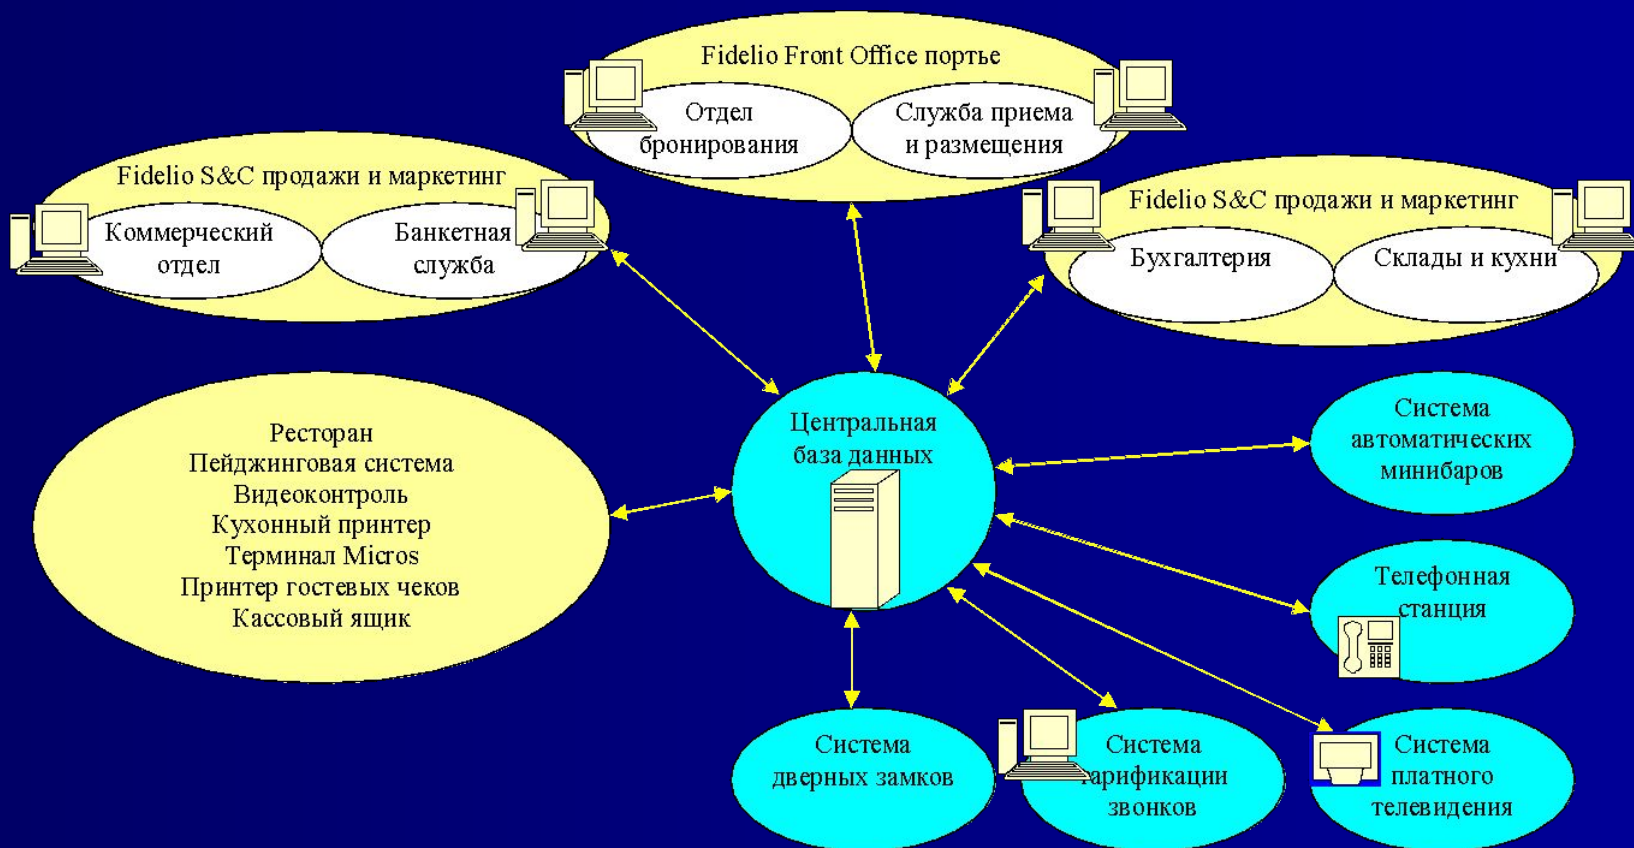 Fidelio Front Office портье
Отдел
бронирования
Служба приема
и размещения
Fidelio S&C продажи и маркетинг
Коммерческий
отдел
Банкетная
служба
Fidelio S&C продажи и маркетинг
Бухгалтерия
Склады и кухни
Центральная
база данных
Ресторан
Пейджинговая система
Видеоконтроль
Кухонный принтер
Терминал Micros
Принтер гостевых чеков
Кассовый ящик
Система
автоматических
минибаров
Телефонная
станция
Система
дверных замков
Система
тарификации
звонков
Система
платного
телевидения